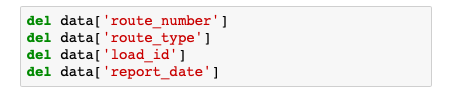 del data['route_number']
del data['route_type']
del data['load_id']
del data['report_date']